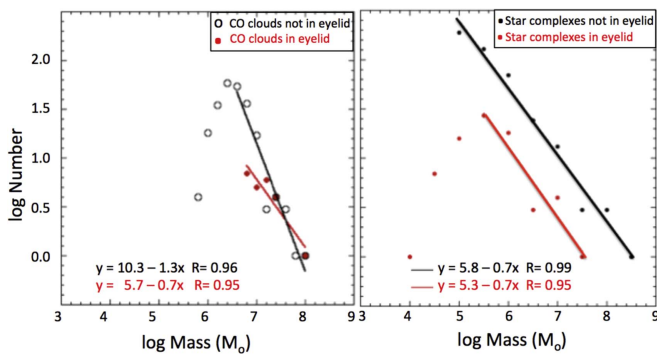 CO clouds not in eyelid
CO clouds in eyelid
Star complexes not in eyelid
Star complexes in eyelid
log Number
2.0
1.5
1.0
0.5
0.0
y = 10.3 – 1.3x R= 0.96
y = 5.7 – 0.7x R= 0.95
y = 5.8 – 0.7x R= 0.99
y = 5.3 – 0.7x R= 0.95
3 4 5 6 7 8 9
3 4 5 6 7 8 9
log Mass (Mo)
log Mass (Mo)